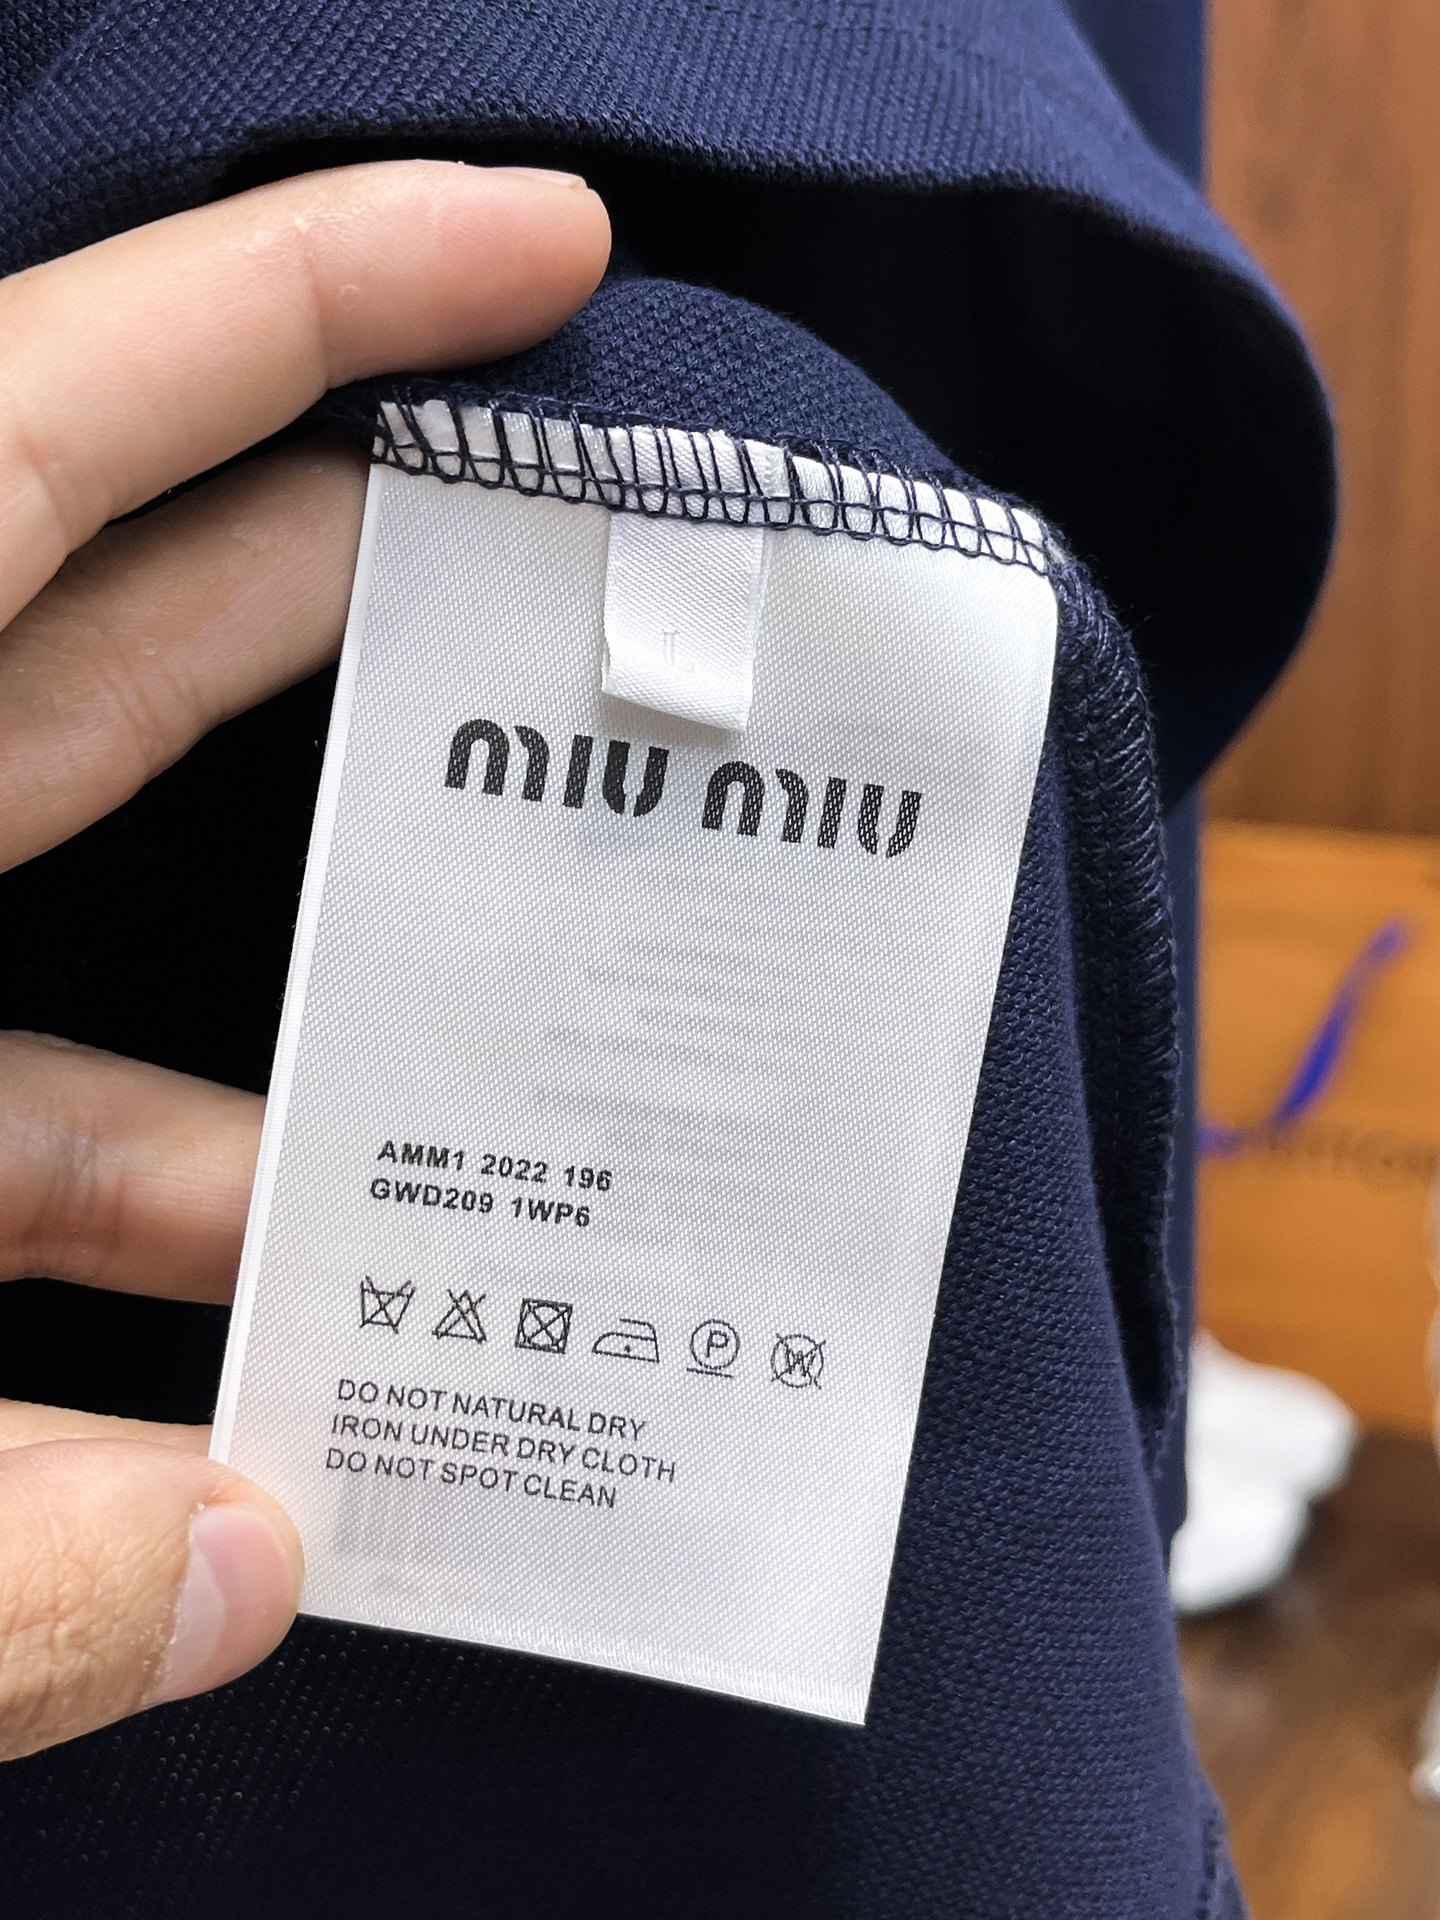 L
miu miu
AMM1 2022 196
GWD209 1WP6
P
W
DO NOT NATURAL DRY
IRON UNDER DRY CLOTH
DO NOT SPOT CLEAN